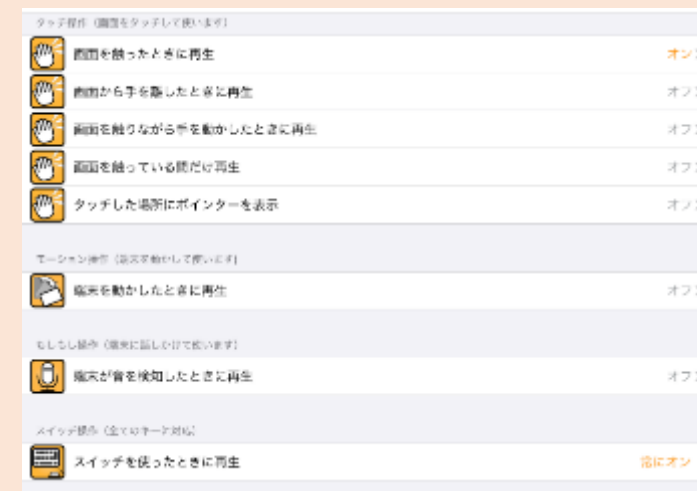 タッチ操作（画面をタッチして使います）
画面を触ったときに再生
オン
画面から手を離したときに再生
オフ
画面を触りながら手を動かしたときに再生
オフ
画面を触っている間だけ再生
オフ
タッチした場所にポインターを表示
オフ
モーション操作（端末を動かして使います）
端末を動かしたときに再生
オフ
もしもし操作（端末に話しかけて使います）
端末が音を検知したときに再生
オフ
スイッチ操作（全てのキーに対応）
スイッチを使ったときに再生
常にオン